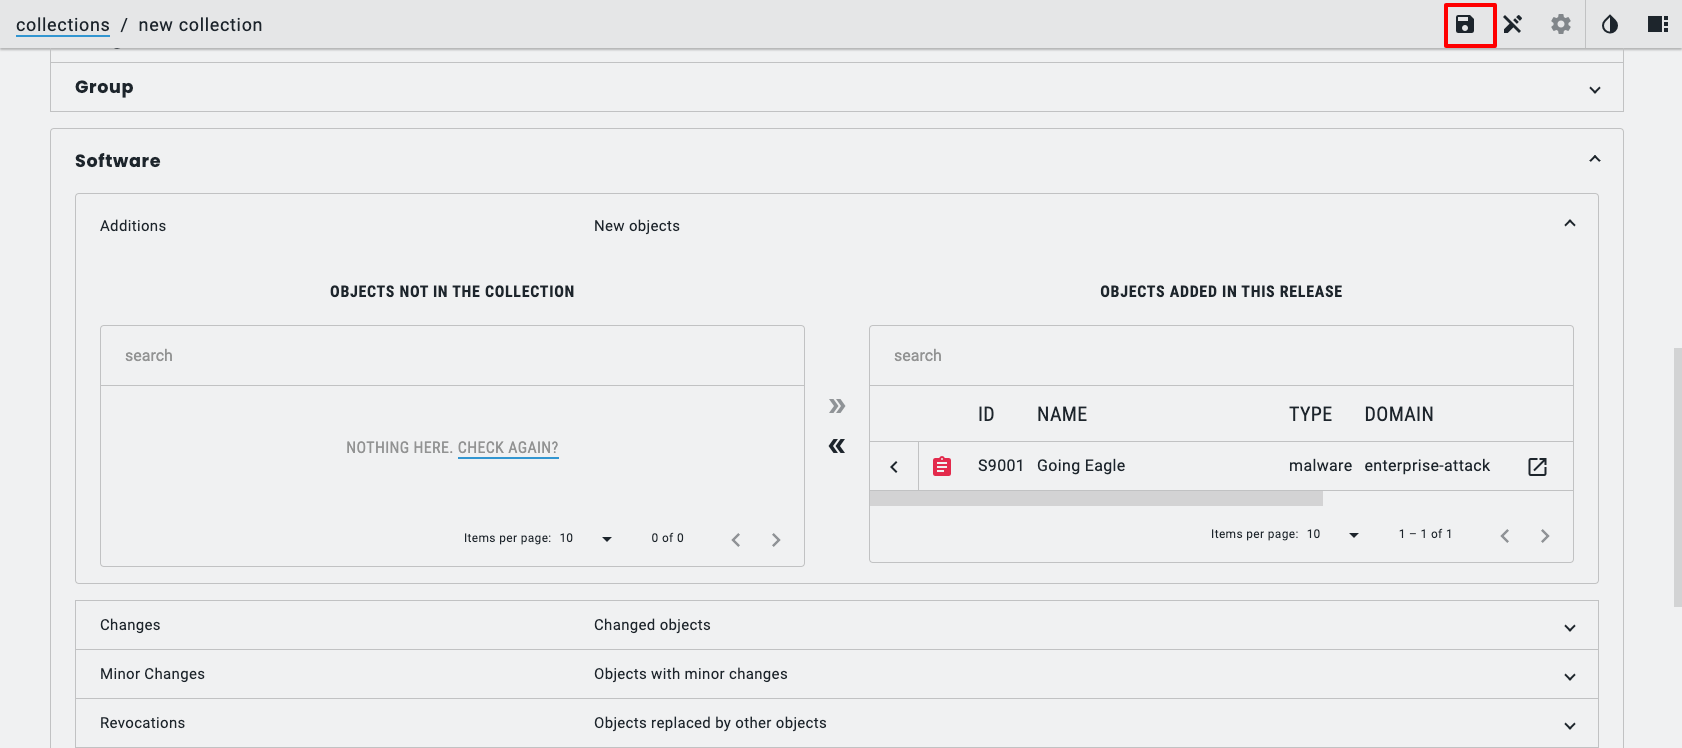 collections / new collection
Group
Software
Additions New objects
OBJECTS NOT IN THE COLLECTION
search
NOTHING HERE. CHECK AGAIN?
Items per page: 10 0 of 0
OBJECTS ADDED IN THIS RELEASE
search
ID NAME TYPE DOMAIN
S9001 Going Eagle malware enterprise-attack
Items per page: 10 1 – 1 of 1
Changes Changed objects
Minor Changes Objects with minor changes
Revocations Objects replaced by other objects